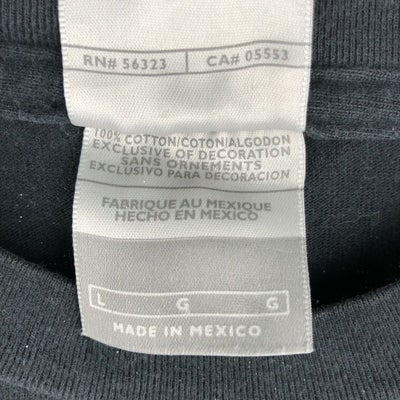 RN# 56323 CA# 05553
100% COTTON/COTON/ALGODON
EXCLUSIVE OF DECORATION
SANS ORNEMENTS
EXCLUSIVO PARA DECORACION
FABRIQUE AU MEXIQUE
HECHO EN MEXICO
L G G
MADE IN MEXICO